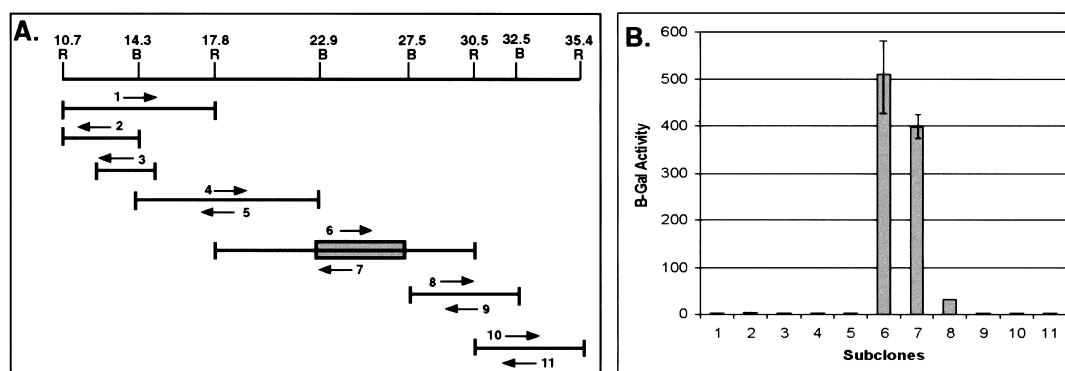 A.
10.7 14.3 17.8 22.9 27.5 30.5 32.5 35.4
R B R B B R B R
1
2
3
4
5
6
7
8
9
10
11
B.
600
500
400
300
200
100
0
B-Gal Activity
1 2 3 4 5 6 7 8 9 10 11
Subclones